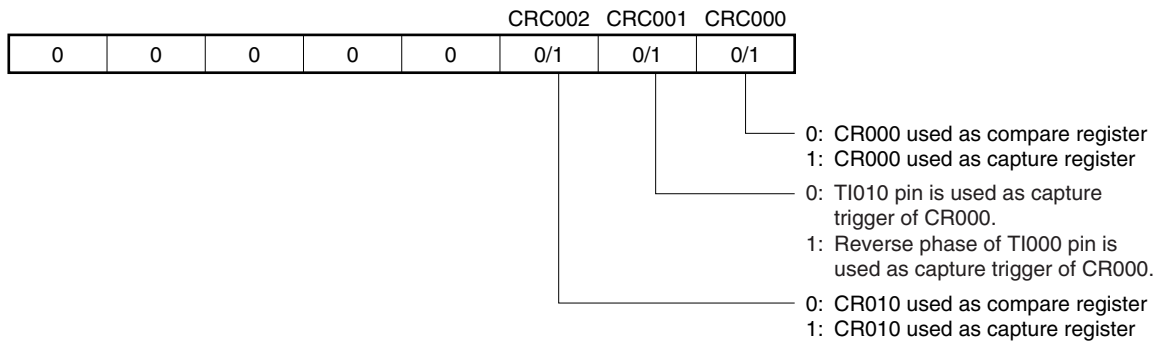 CRC002 CRC001 CRC000
0 0 0 0 0 0/1 0/1 0/1
0: CR000 used as compare register
1: CR000 used as capture register
0: TI010 pin is used as capture
trigger of CR000.
1: Reverse phase of TI000 pin is
used as capture trigger of CR000.
0: CR010 used as compare register
1: CR010 used as capture register